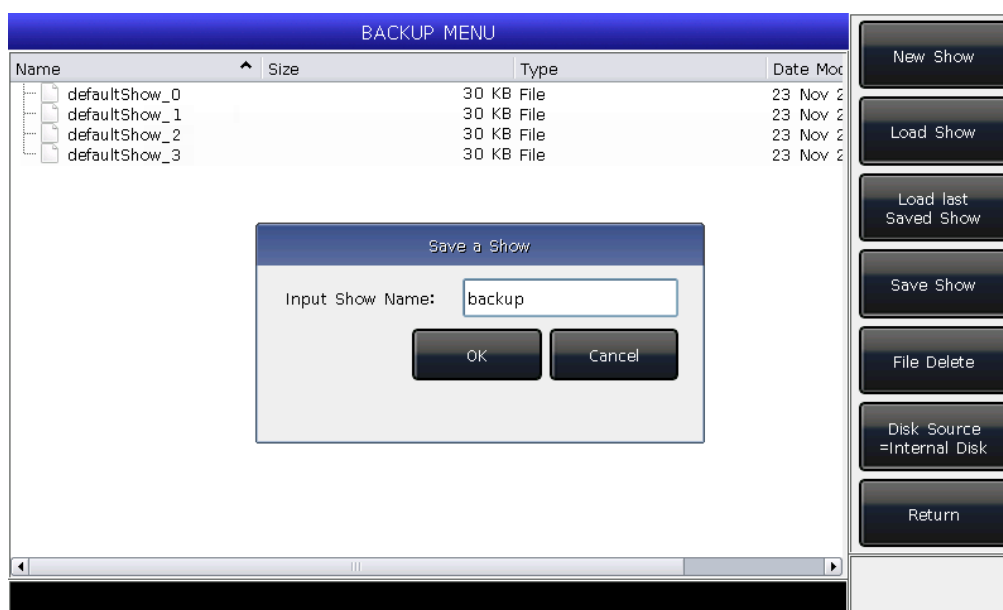 BACKUP MENU
Name Size Type Date Mod
defaultShow_0 30 KB File 23 Nov 2
defaultShow_1 30 KB File 23 Nov 2
defaultShow_2 30 KB File 23 Nov 2
defaultShow_3 30 KB File 23 Nov 2
Save a Show
Input Show Name: backup
OK Cancel
New Show
Load Show
Load last
Saved Show
Save Show
File Delete
Disk Source
=Internal Disk
Return